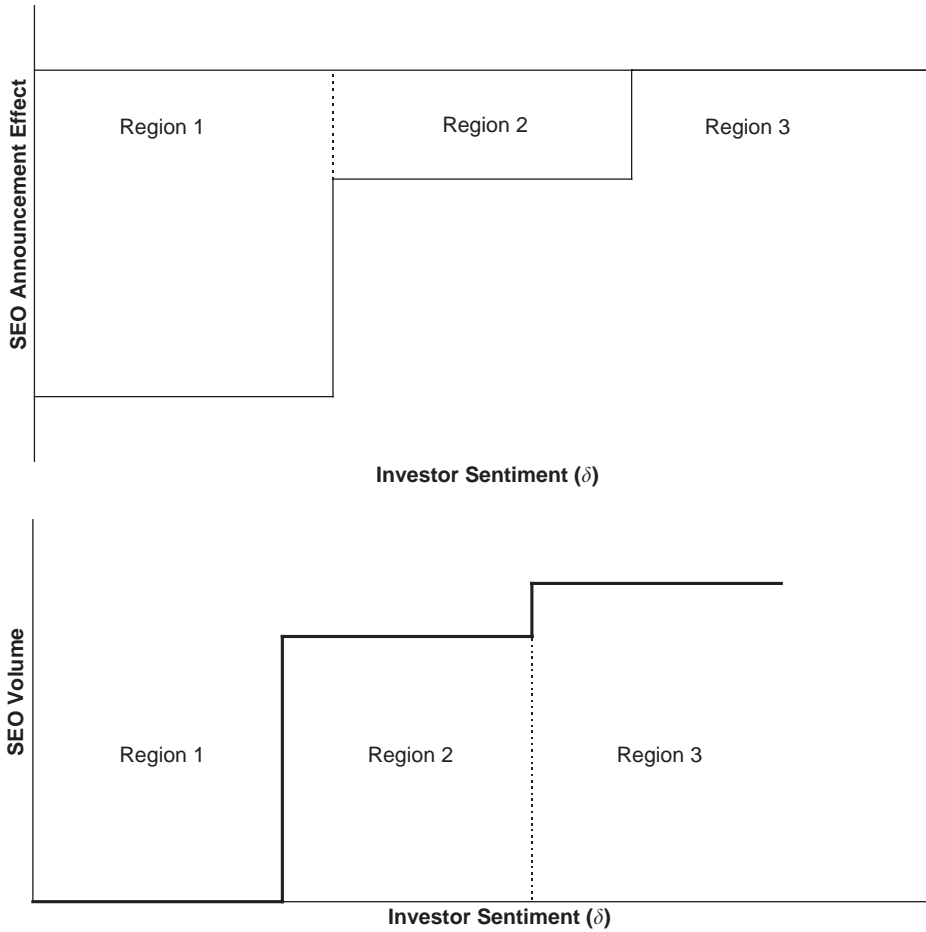 SEO Announcement Effect
Region 1
Region 2
Region 3
Investor Sentiment (δ)
SEO Volume
Region 1
Region 2
Region 3
Investor Sentiment (δ)